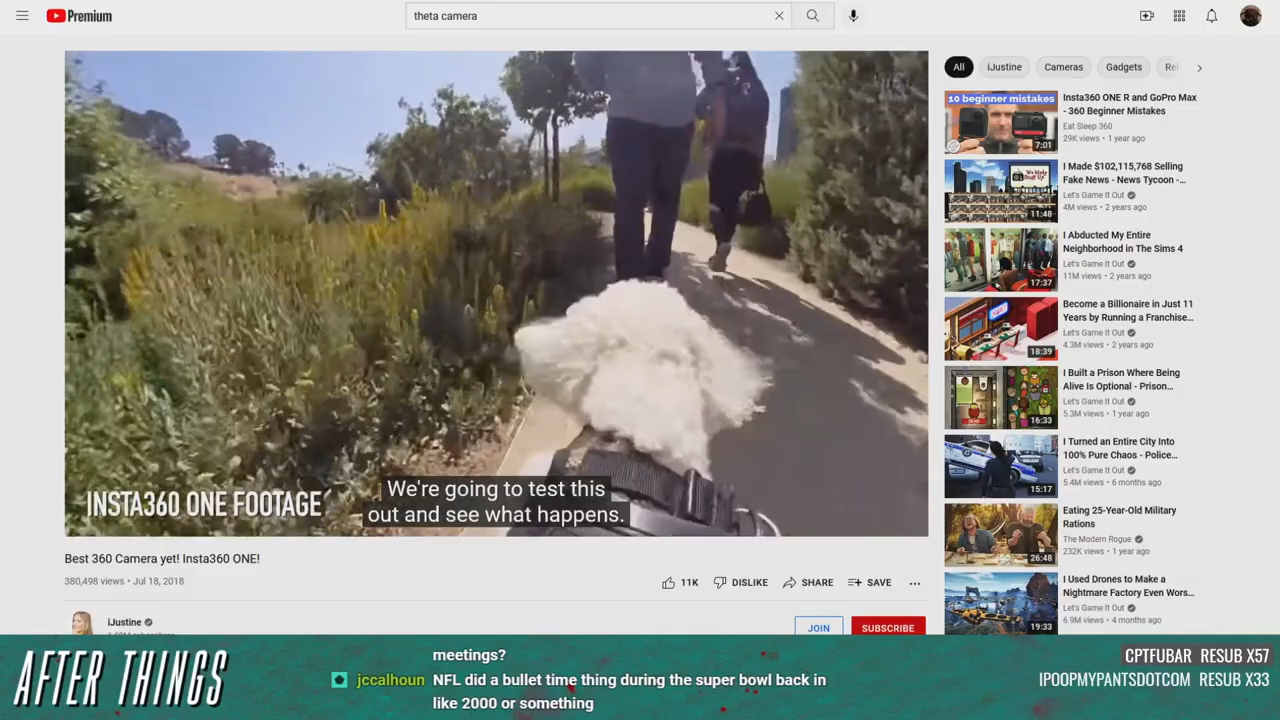 Premium
theta camera
INSTA360 ONE FOOTAGE
We're going to test this
out and see what happens.
Best 360 Camera yet! Insta360 ONE!
380,498 views • Jul 18, 2018
11K
DISLIKE
SHARE
SAVE
iJustine
JOIN
SUBSCRIBE
All
iJustine
Cameras
Gadgets
Rel
10 beginner mistakes
7:01
Insta360 ONE R and GoPro Max
- 360 Beginner Mistakes
Eat Sleep 360
29K views • 1 year ago
11:48
I Made $102,115,768 Selling
Fake News - News Tycoon -...
Let's Game It Out
4M views • 2 years ago
17:37
I Abducted My Entire
Neighborhood in The Sims 4
Let's Game It Out
11M views • 2 years ago
18:39
Become a Billionaire in Just 11
Years by Running a Franchise...
Let's Game It Out
4.3M views • 2 years ago
16:33
I Built a Prison Where Being
Alive Is Optional - Prison...
Let's Game It Out
5.3M views • 1 year ago
15:17
I Turned an Entire City Into
100% Pure Chaos - Police...
Let's Game It Out
5.4M views • 6 months ago
26:48
Eating 25-Year-Old Military
Rations
The Modern Rogue
232K views • 1 year ago
19:33
I Used Drones to Make a
Nightmare Factory Even Wors...
Let's Game It Out
6.9M views • 4 months ago
AFTER THINGS
meetings?
jccalhoun NFL did a bullet time thing during the super bowl back in
like 2000 or something
CPTFUBAR RESUB X57
IPOOPMYPANTSDOTCOM RESUB X33